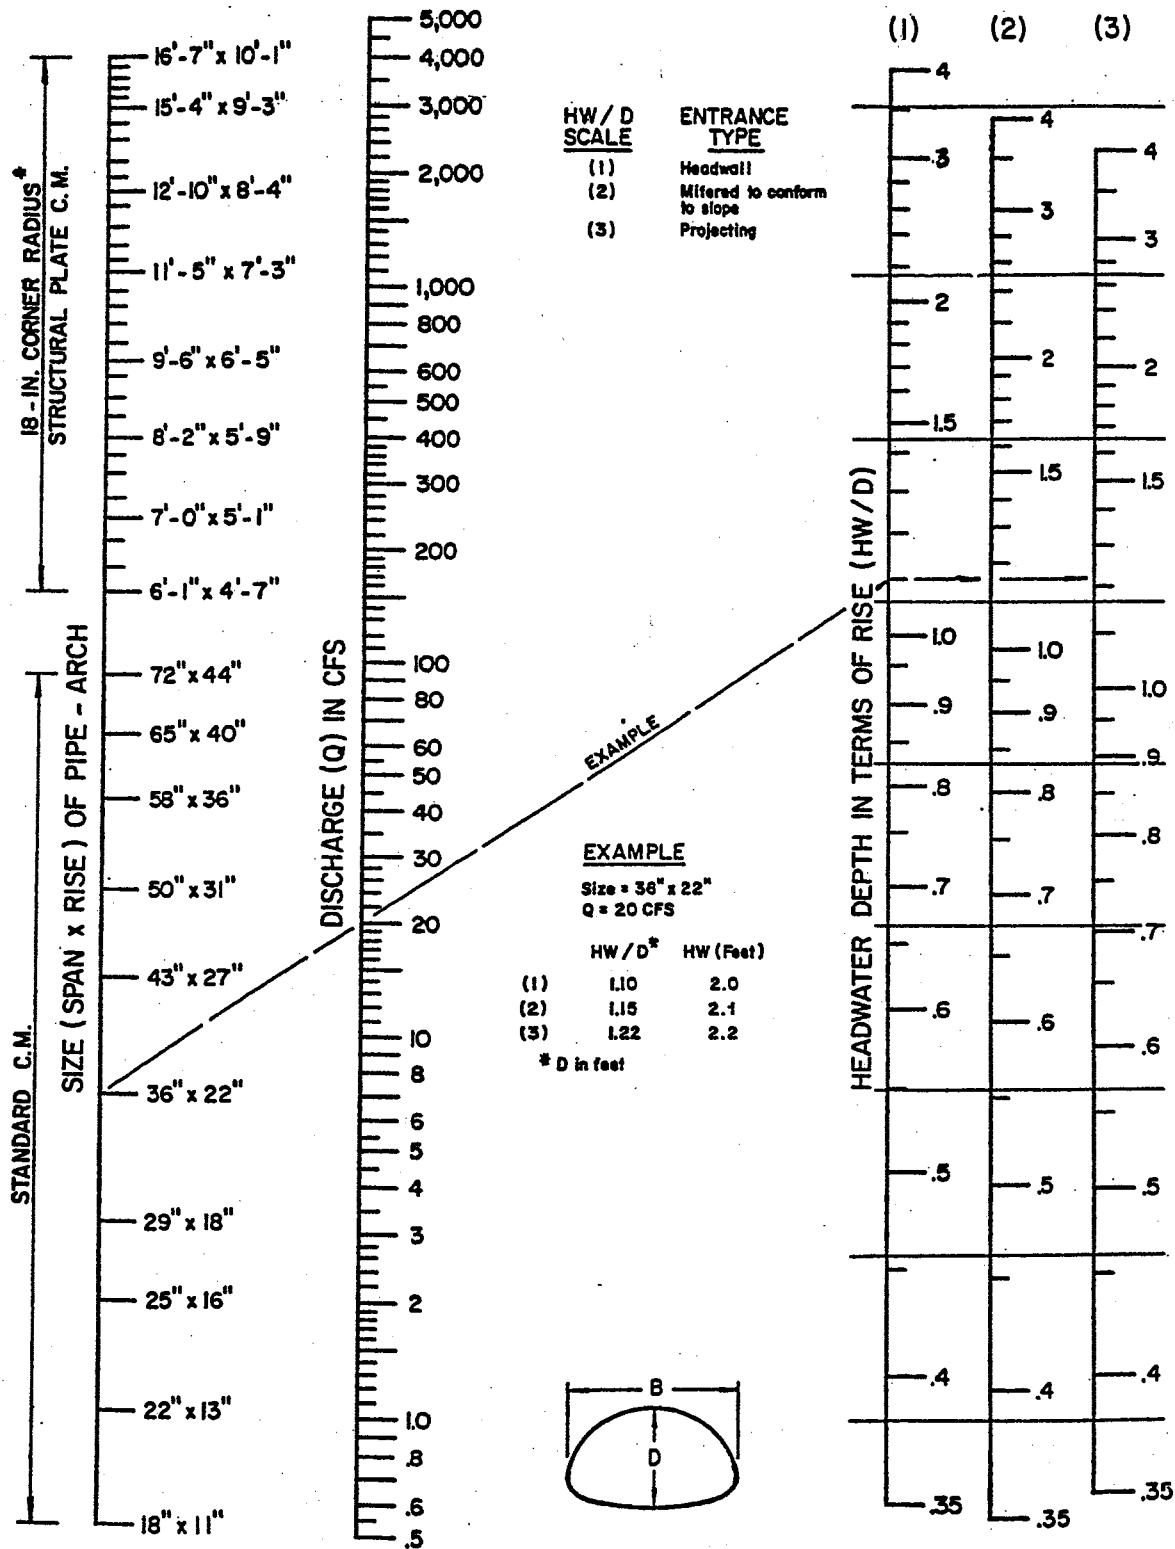 18-IN. CORNER RADIUS*
STRUCTURAL PLATE C.M.
STANDARD C.M.
SIZE (SPAN x RISE) OF PIPE - ARCH
16'-7" x 10'-1"
15'-4" x 9'-3"
12'-10" x 8'-4"
11'-5" x 7'-3"
9'-6" x 6'-5"
8'-2" x 5'-9"
7'-0" x 5'-1"
6'-1" x 4'-7"
72" x 44"
65" x 40"
58" x 36"
50" x 31"
43" x 27"
36" x 22"
29" x 18"
25" x 16"
22" x 13"
18" x 11"
DISCHARGE (Q) IN CFS
5,000
4,000
3,000
2,000
1,000
800
600
500
400
300
200
100
80
60
50
40
30
20
10
8
6
5
4
3
2
1.0
.8
.6
.5
HW / D ENTRANCE
SCALE TYPE
(1) Headwall
(2) Mitered to conform
to slope
(3) Projecting
EXAMPLE
EXAMPLE
Size = 36" x 22"
Q = 20 CFS
HW / D* HW (Feet)
(1) 1.10 2.0
(2) 1.15 2.1
(3) 1.22 2.2
* D in feet
B
D
HEADWATER DEPTH IN TERMS OF RISE (HW/D)
(1)
4
3
2
1.5
1.0
.9
.8
.7
.6
.5
.4
.35
(2)
4
3
2
1.5
1.0
.9
.8
.7
.6
.5
.4
.35
(3)
4
3
2
1.5
1.0
.9
.8
.7
.6
.5
.4
.35